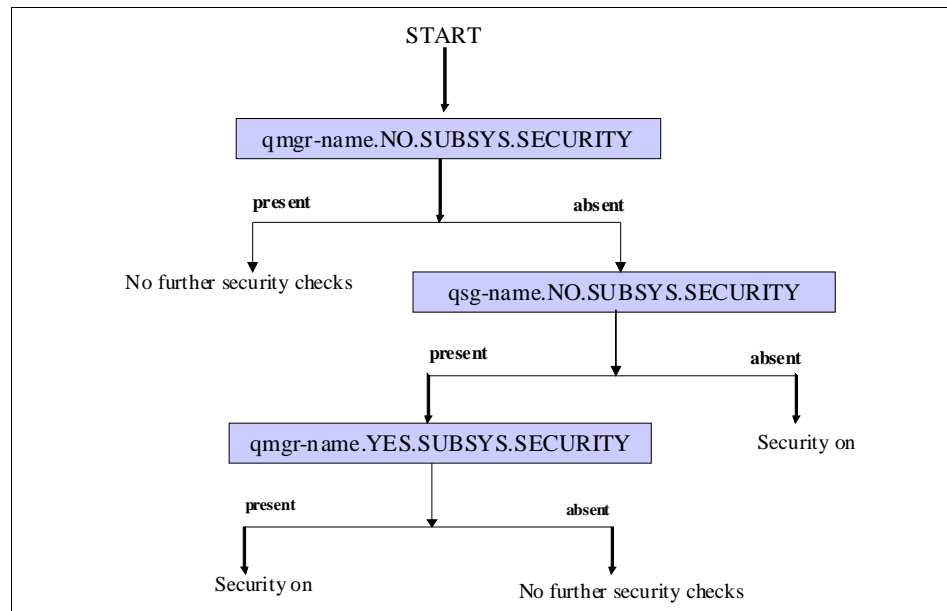 START
qmgr-name.NO.SUBSYS.SECURITY
present
absent
No further security checks
qsg-name.NO.SUBSYS.SECURITY
present
absent
qmgr-name.YES.SUBSYS.SECURITY
Security on
present
absent
Security on
No further security checks